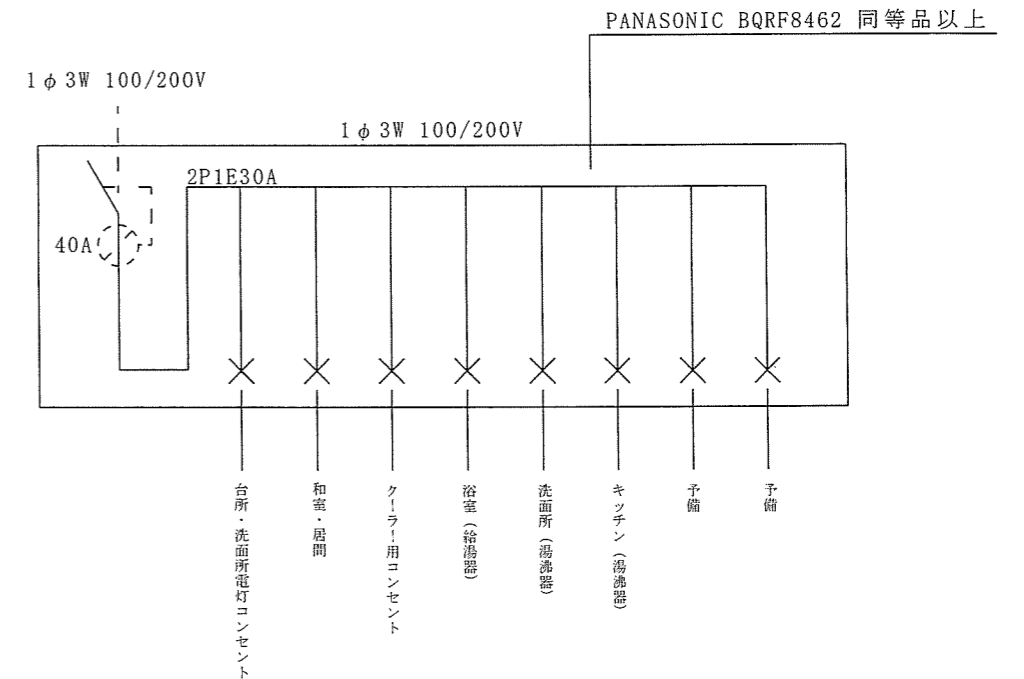 PANASONIC BQRF8462 同等品以上
1φ3W 100/200V
1φ3W 100/200V
2P1E30A
40A
台所・洗面所電灯コンセント
和室・居間
クーラー用コンセント
浴室(給湯器)
洗面所(湯沸器)
キッチン(湯沸器)
予備
予備